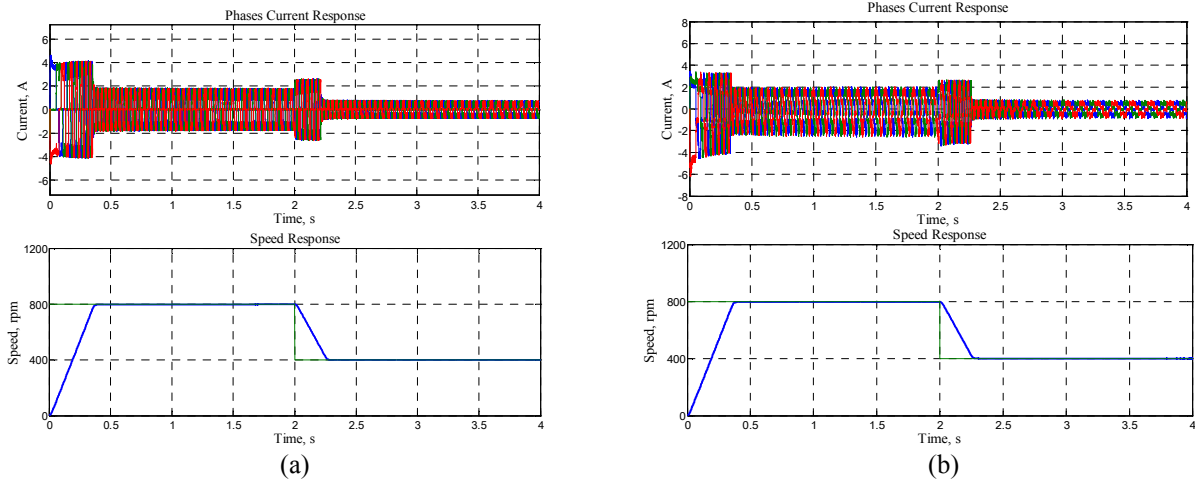 Phases Current Response
6
4
2
0
-2
-4
-6
Current, A
0 0.5 1 1.5 2 2.5 3 3.5 4
Time, s
Speed Response
1200
800
400
0
Speed, rpm
0 0.5 1 1.5 2 2.5 3 3.5 4
Time, s
(a)
Phases Current Response
8
6
4
2
0
-2
-4
-6
-8
Current, A
0 0.5 1 1.5 2 2.5 3 3.5 4
Time, s
Speed Response
1200
800
400
0
Speed, rpm
0 0.5 1 1.5 2 2.5 3 3.5 4
Time, s
(b)